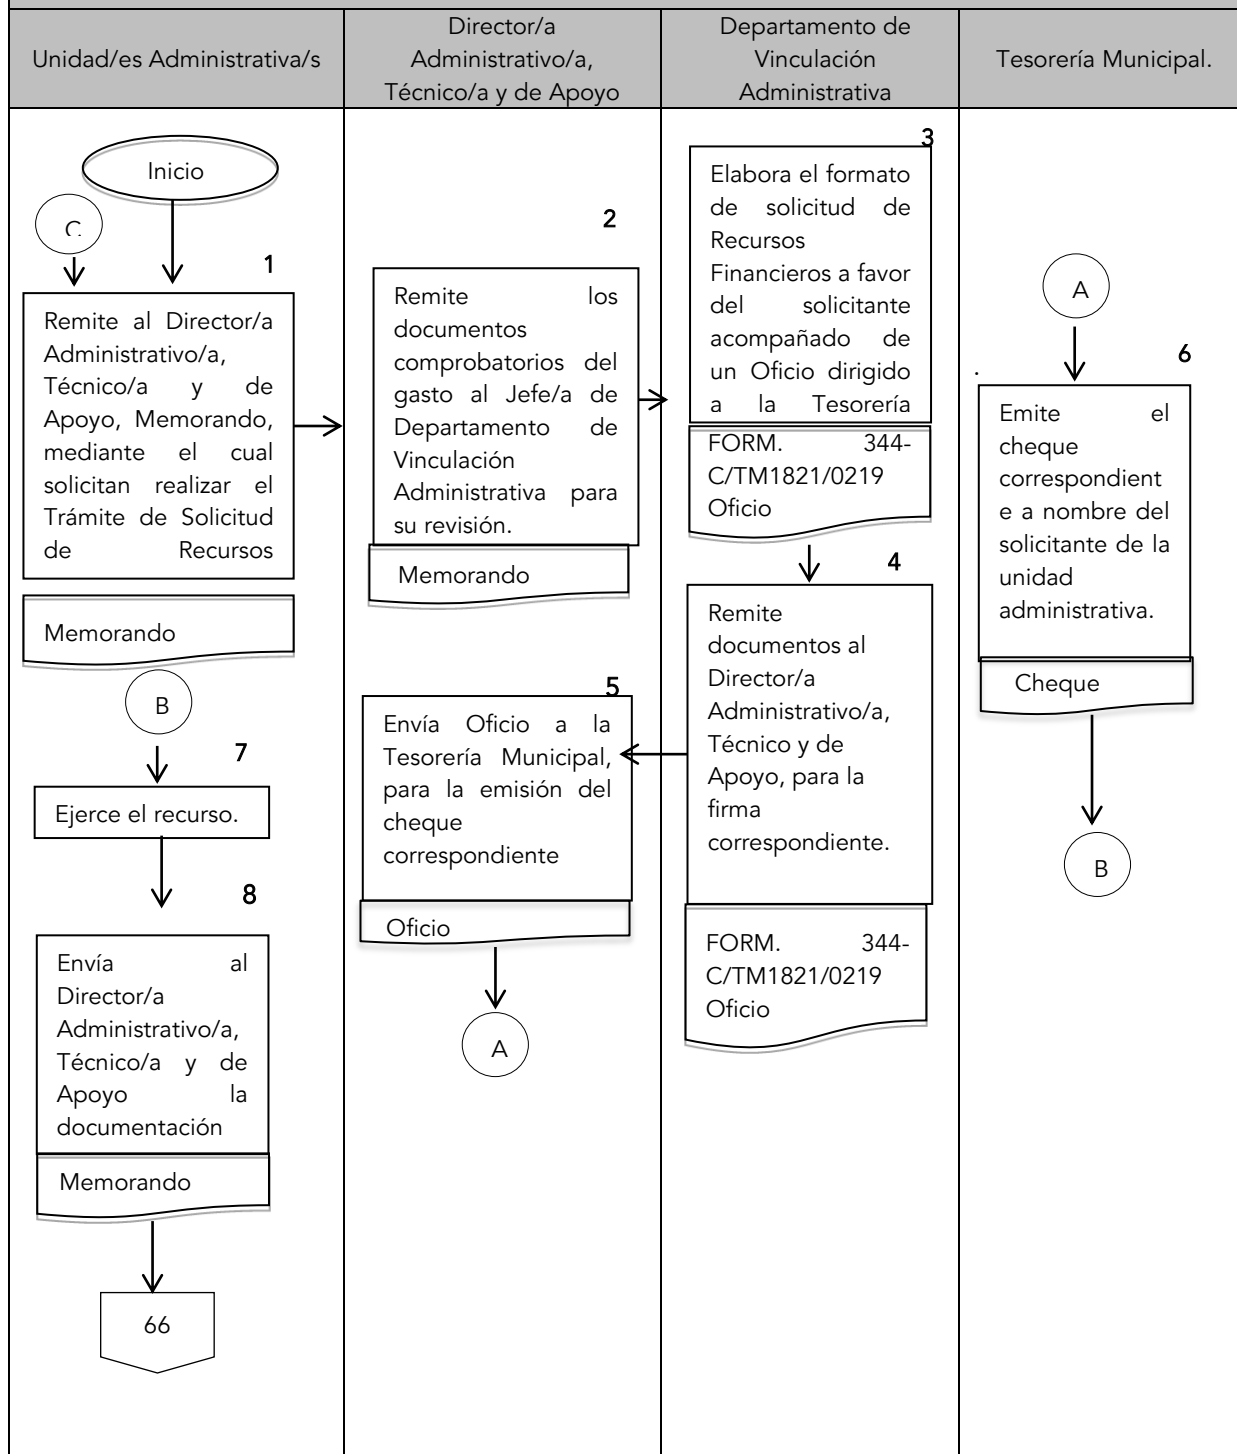 Unidad/es Administrativa/s
Director/a
Administrativo/a,
Técnico/a y de Apoyo
Departamento de
Vinculación
Administrativa
Tesorería Municipal.
Inicio
C
1
Remite al Director/a
Administrativo/a,
Técnico/a y de
Apoyo, Memorando,
mediante el cual
solicitan realizar el
Trámite de Solicitud
de Recursos
Memorando
2
Remite los
documentos
comprobatorios del
gasto al Jefe/a de
Departamento de
Vinculación
Administrativa para
su revisión.
Memorando
3
Elabora el formato
de solicitud de
Recursos
Financieros a favor
del solicitante
acompañado de
un Oficio dirigido
a la Tesorería
FORM. 344-
C/TM1821/0219
Oficio
4
Remite
documentos al
Director/a
Administrativo/a,
Técnico y de
Apoyo, para la
firma
correspondiente.
FORM. 344-
C/TM1821/0219
Oficio
5
Envía Oficio a la
Tesorería Municipal,
para la emisión del
cheque
correspondiente
Oficio
A
A
.
6
Emite el
cheque
correspondient
e a nombre del
solicitante de la
unidad
administrativa.
Cheque
B
B
7
Ejerce el recurso.
8
Envía al
Director/a
Administrativo/a,
Técnico/a y de
Apoyo la
documentación
Memorando
66